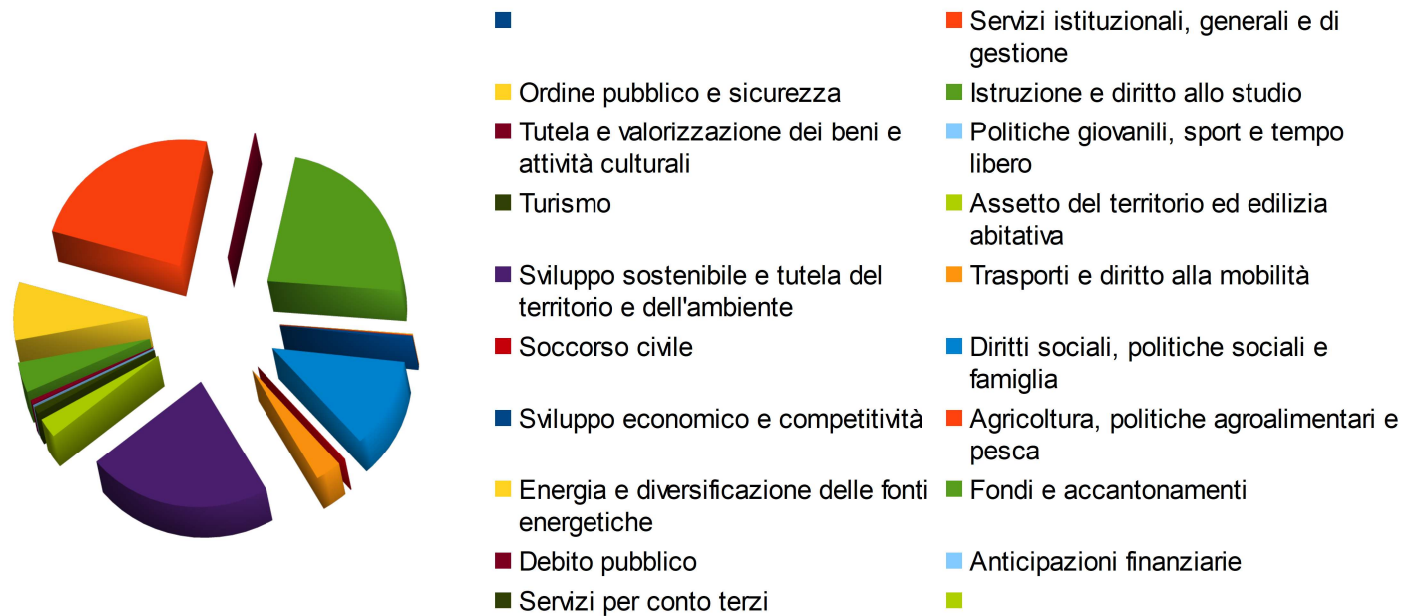 Servizi istituzionali, generali e di
gestione
Ordine pubblico e sicurezza
Istruzione e diritto allo studio
Tutela e valorizzazione dei beni e
attività culturali
Politiche giovanili, sport e tempo
libero
Turismo
Assetto del territorio ed edilizia
abitativa
Sviluppo sostenibile e tutela del
territorio e dell'ambiente
Trasporti e diritto alla mobilità
Soccorso civile
Diritti sociali, politiche sociali e
famiglia
Sviluppo economico e competitività
Agricoltura, politiche agroalimentari e
pesca
Energia e diversificazione delle fonti
energetiche
Fondi e accantonamenti
Debito pubblico
Anticipazioni finanziarie
Servizi per conto terzi